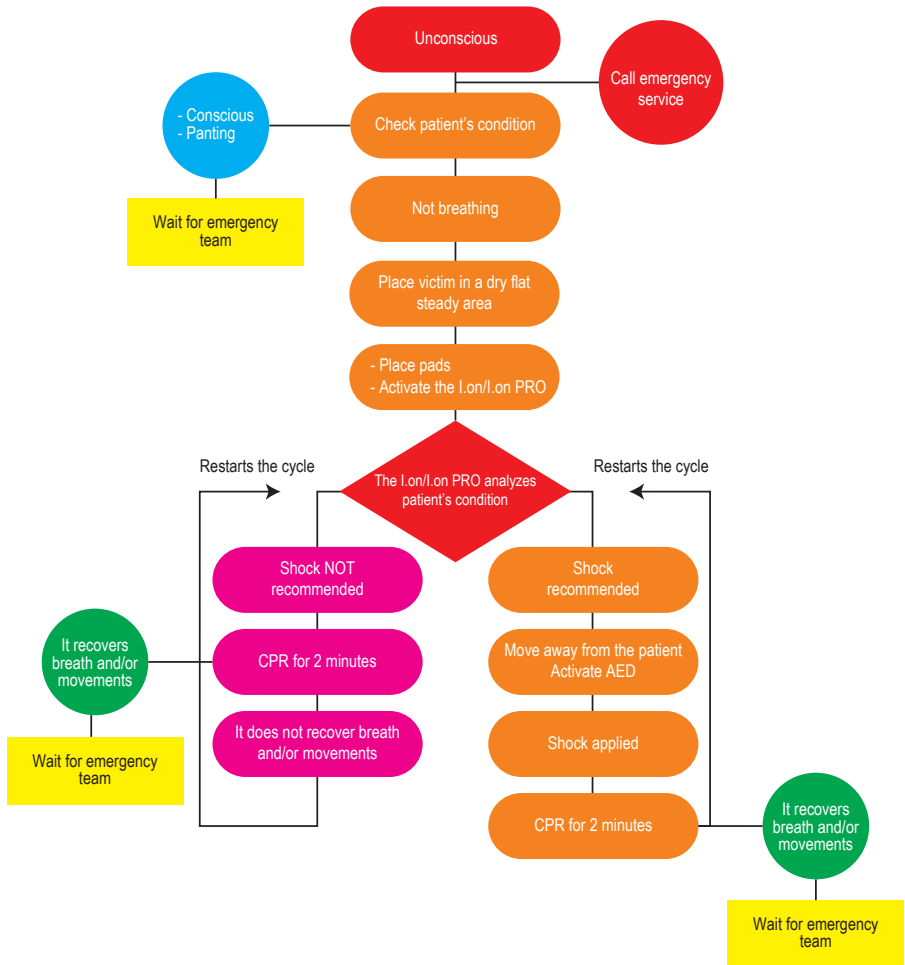 Unconscious
Call emergency
service
- Conscious
- Panting
Check patient's condition
Wait for emergency
team
Not breathing
Place victim in a dry flat
steady area
- Place pads
- Activate the I.on/I.on PRO
Restarts the cycle
The I.on/I.on PRO analyzes
patient's condition
Restarts the cycle
Shock NOT
recommended
Shock
recommended
It recovers
breath and/or
movements
CPR for 2 minutes
Move away from the patient
Activate AED
It does not recover breath
and/or movements
Shock applied
Wait for emergency
team
CPR for 2 minutes
It recovers
breath and/or
movements
Wait for emergency
team